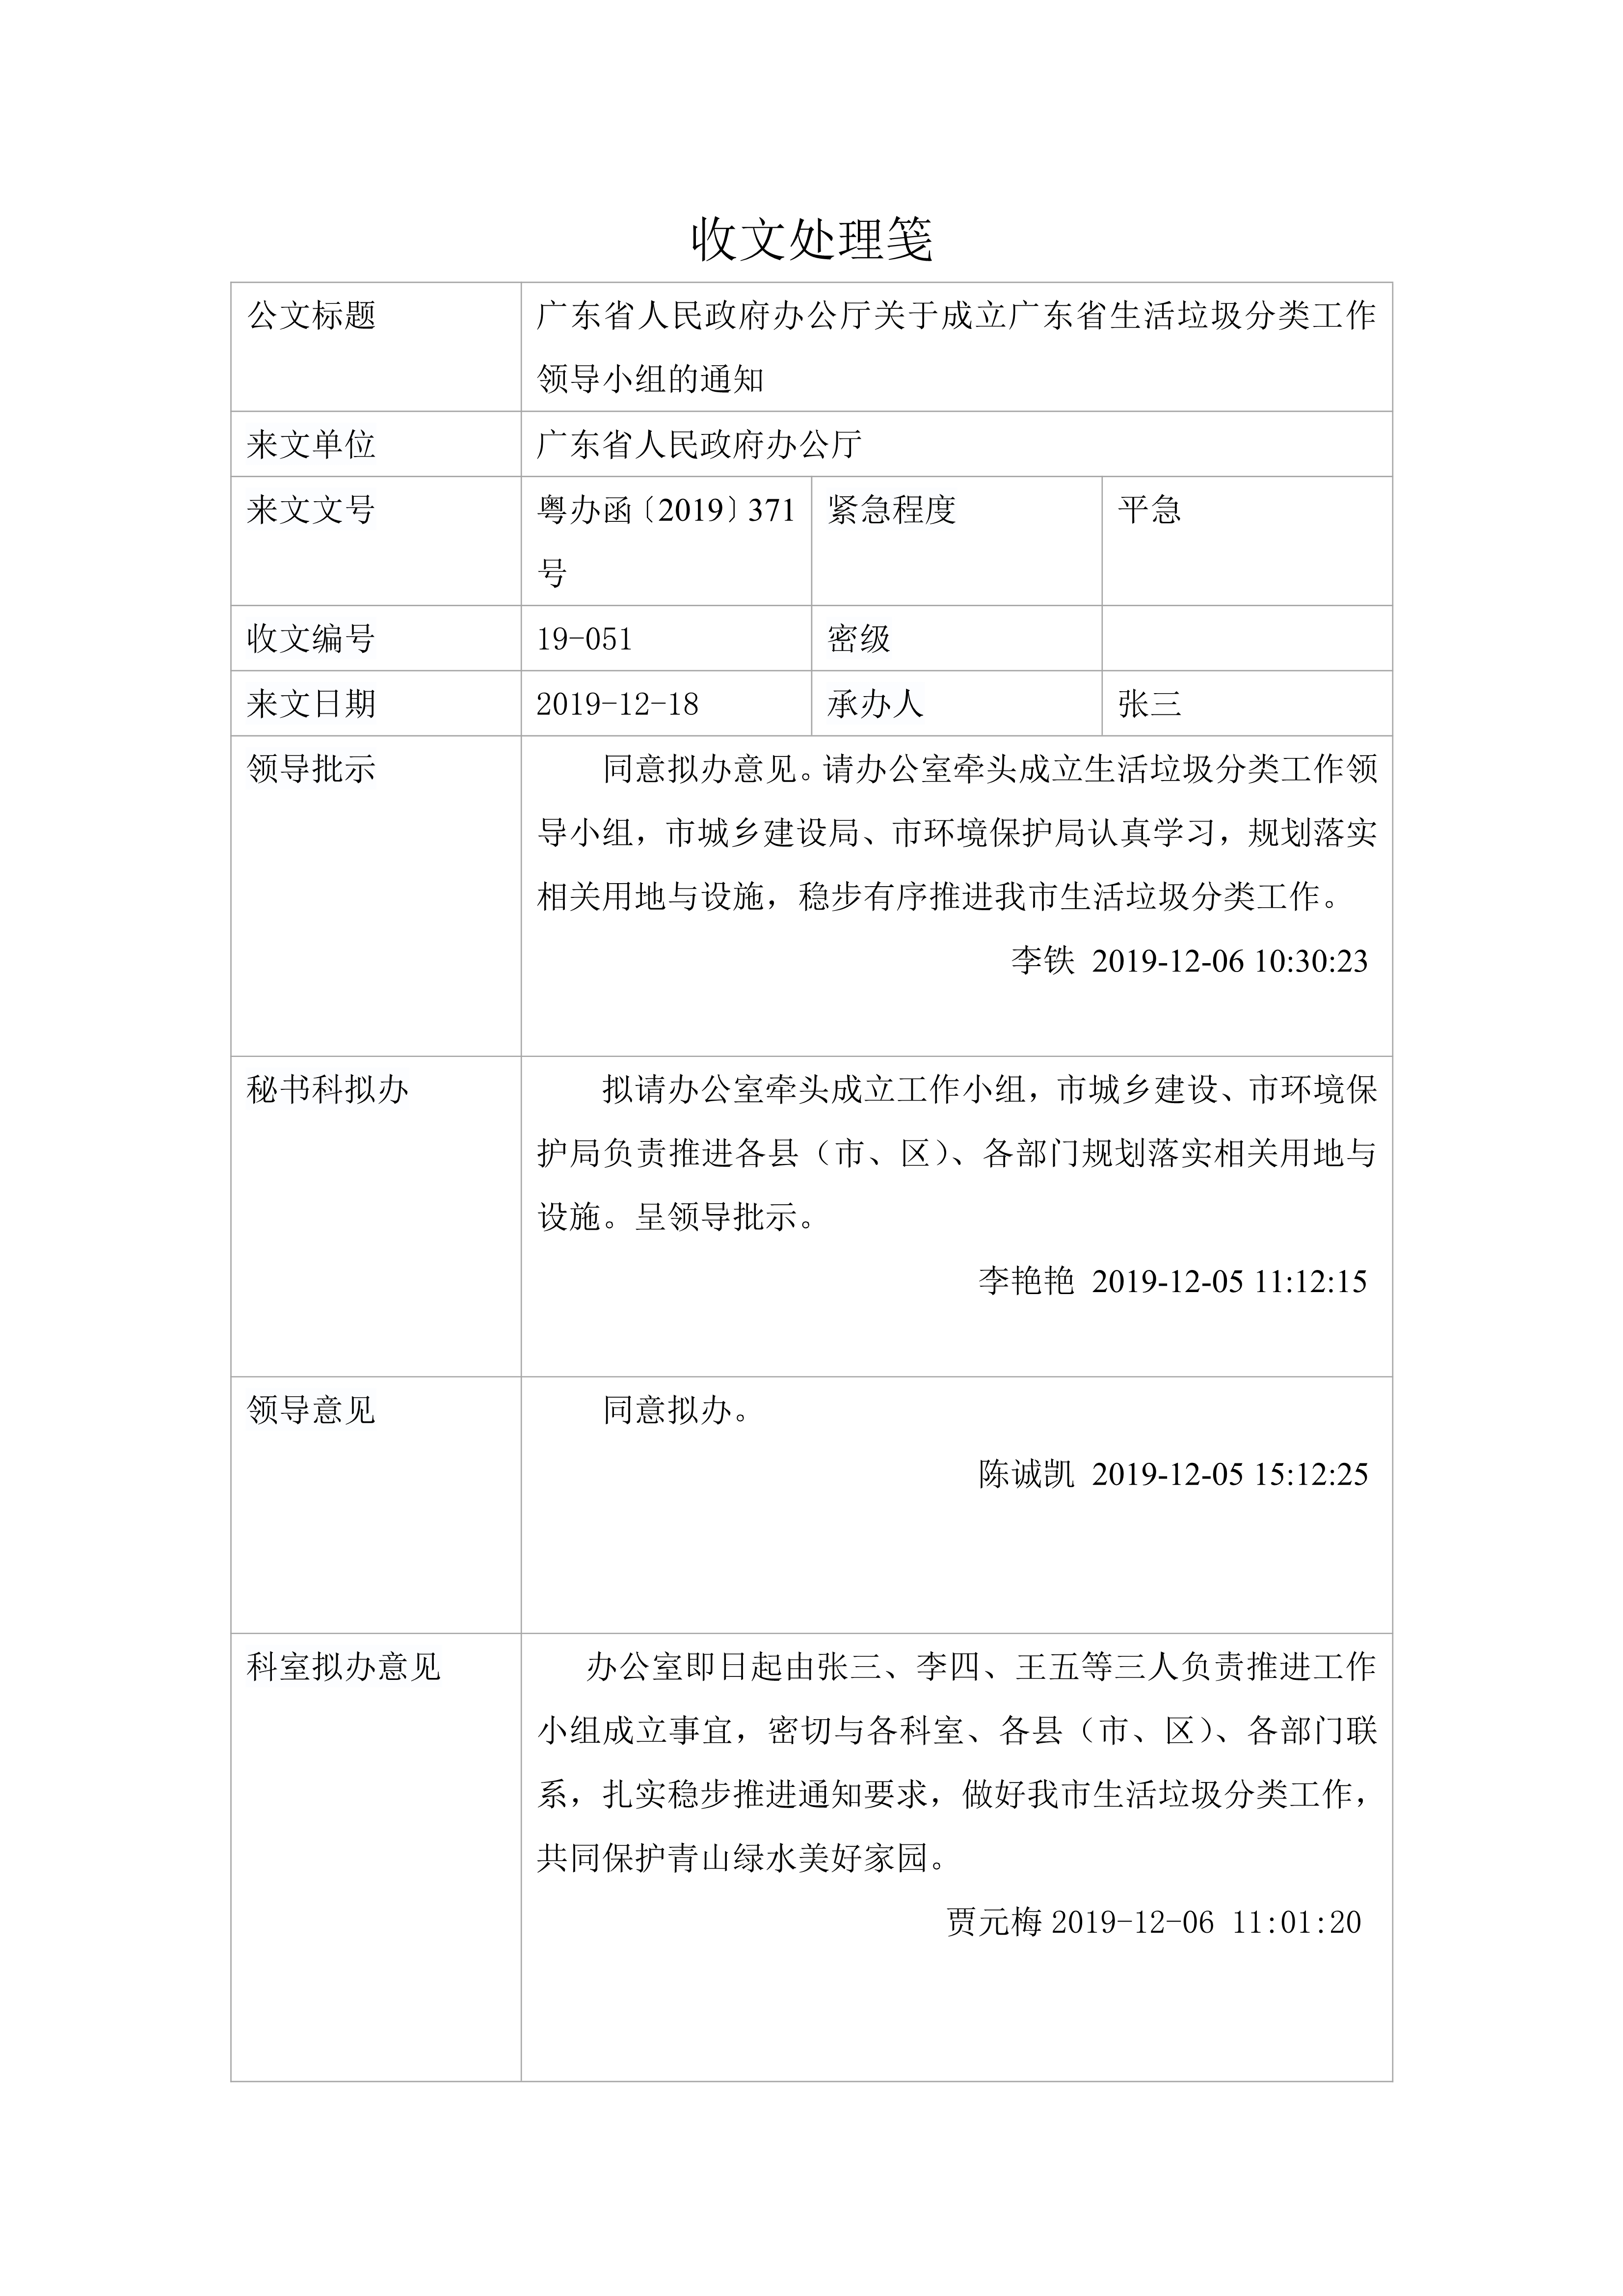 收文处理笺
公文标题
广东省人民政府办公厅关于成立广东省生活垃圾分类工作
领导小组的通知
来文单位
广东省人民政府办公厅
来文文号
粤办函〔2019〕371
号
紧急程度
平急
收文编号
19-051
密级
来文日期
2019-12-18
承办人
张三
领导批示
同意拟办意见。请办公室牵头成立生活垃圾分类工作领
导小组，市城乡建设局、市环境保护局认真学习，规划落实
相关用地与设施，稳步有序推进我市生活垃圾分类工作。
李铁 2019-12-06 10:30:23
秘书科拟办
拟请办公室牵头成立工作小组，市城乡建设、市环境保
护局负责推进各县（市、区）、各部门规划落实相关用地与
设施。呈领导批示。
李艳艳 2019-12-05 11:12:15
领导意见
同意拟办。
陈诚凯 2019-12-05 15:12:25
科室拟办意见
办公室即日起由张三、李四、王五等三人负责推进工作
小组成立事宜，密切与各科室、各县（市、区）、各部门联
系，扎实稳步推进通知要求，做好我市生活垃圾分类工作，
共同保护青山绿水美好家园。
贾元梅 2019-12-06 11:01:20